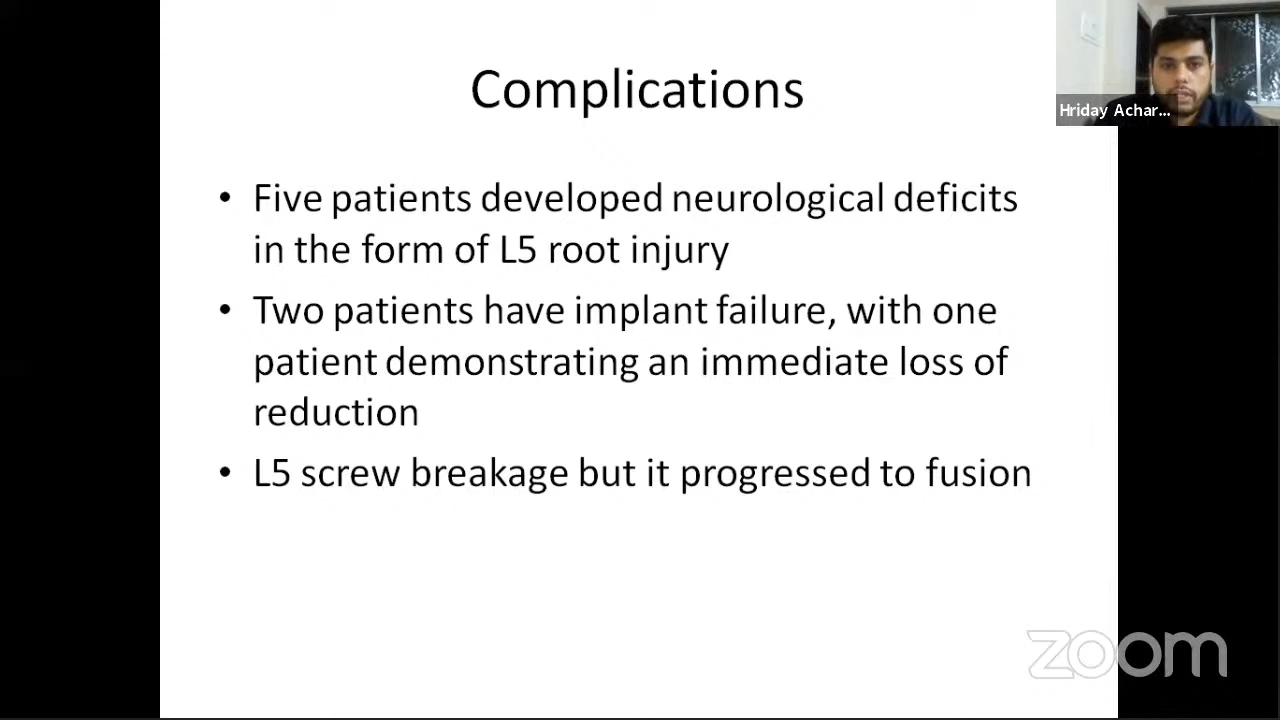 Complications
Hriday Achar...
• Five patients developed neurological deficits
in the form of L5 root injury
• Two patients have implant failure, with one
patient demonstrating an immediate loss of
reduction
• L5 screw breakage but it progressed to fusion
zoom